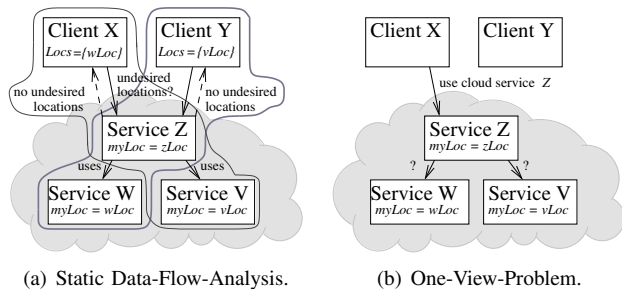 Client X
Locs={wLoc}
Client Y
Locs = {vLoc}
undesired
locations?
no undesired
locations
no undesired
locations
Service Z
myLoc = zLoc
uses
uses
Service W
myLoc = wLoc
Service V
myLoc = vLoc
(a) Static Data-Flow-Analysis.
Client X
Client Y
use cloud service Z
Service Z
myLoc = zLoc
?
?
Service W
myLoc = wLoc
Service V
myLoc = vLoc
(b) One-View-Problem.